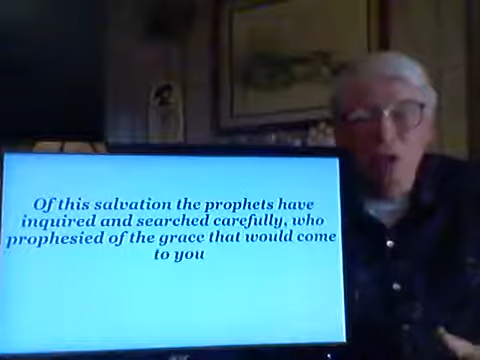 Of this salvation the prophets have
inquired and searched carefully, who
prophesied of the grace that would come
to you
acer